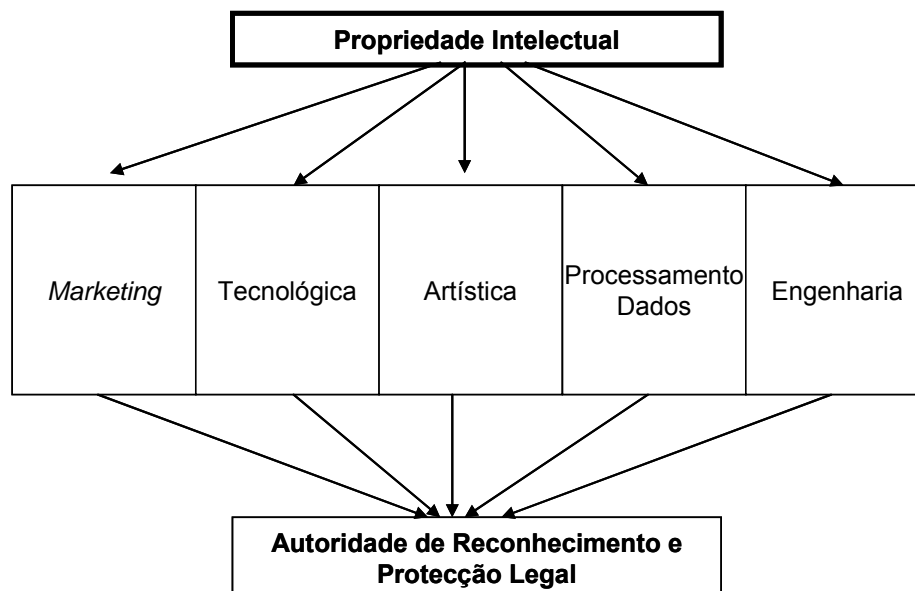 Propriedade Intelectual
Marketing
Tecnológica
Artística
Processamento
Dados
Engenharia
Autoridade de Reconhecimento e
Protecção Legal